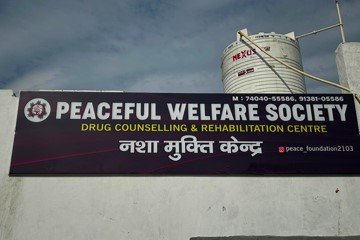 NEXUS
M : 74040-55586, 91381-05586
PEACEFUL WELFARE SOCIETY
DRUG COUNSELLING & REHABILITATION CENTRE
नशा मुक्ति केन्द्र
peace_foundation2103